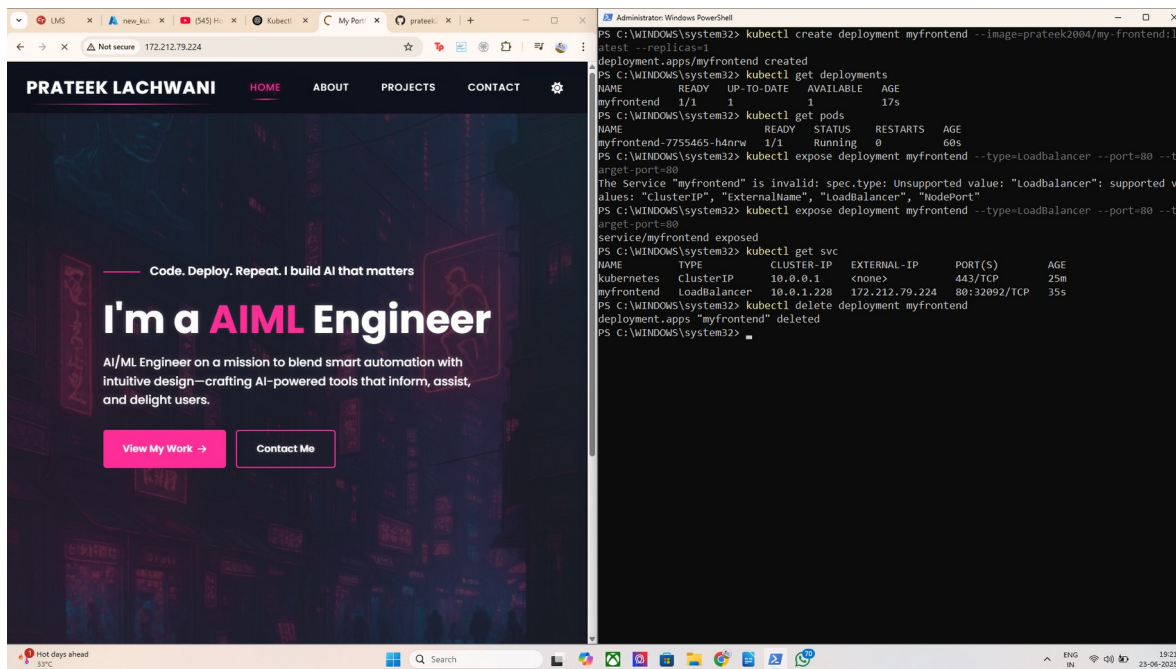 LMS
new_kub
(545) Ho
Kubectl
My Port
prateek2
Not secure 172.212.79.224
PRATEEK LACHWANI
HOME
ABOUT
PROJECTS
CONTACT
Code. Deploy. Repeat. I build AI that matters
I'm a AIML Engineer
AI/ML Engineer on a mission to blend smart automation with
intuitive design—crafting AI-powered tools that inform, assist,
and delight users.
View My Work →
Contact Me
Administrator: Windows PowerShell
PS C:\WINDOWS\system32> kubectl create deployment myfrontend --image=prateek2004/my-frontend:l
atest --replicas=1
deployment.apps/myfrontend created
PS C:\WINDOWS\system32> kubectl get deployments
NAME READY UP-TO-DATE AVAILABLE AGE
myfrontend 1/1 1 1 17s
PS C:\WINDOWS\system32> kubectl get pods
NAME READY STATUS RESTARTS AGE
myfrontend-7755465-h4nrw 1/1 Running 0 60s
PS C:\WINDOWS\system32> kubectl expose deployment myfrontend --type=Loadbalancer --port=80 --t
arget-port=80
The Service "myfrontend" is invalid: spec.type: Unsupported value: "Loadbalancer": supported v
alues: "ClusterIP", "ExternalName", "LoadBalancer", "NodePort"
PS C:\WINDOWS\system32> kubectl expose deployment myfrontend --type=LoadBalancer --port=80 --t
arget-port=80
service/myfrontend exposed
PS C:\WINDOWS\system32> kubectl get svc
NAME TYPE CLUSTER-IP EXTERNAL-IP PORT(S) AGE
kubernetes ClusterIP 10.0.0.1 <none> 443/TCP 25m
myfrontend LoadBalancer 10.0.1.228 172.212.79.224 80:32092/TCP 35s
PS C:\WINDOWS\system32> kubectl delete deployment myfrontend
deployment.apps "myfrontend" deleted
PS C:\WINDOWS\system32>
Hot days ahead
33°C
Search
70
ENG
IN
19:21